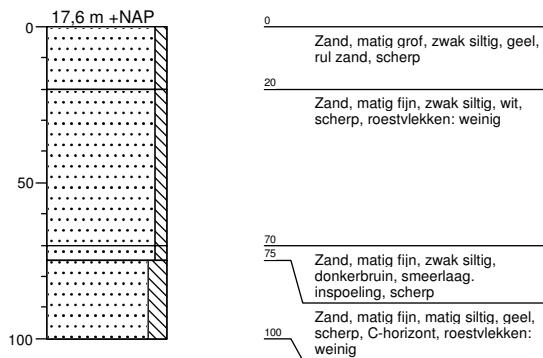 17,6 m +NAP
0
50
100
0
Zand, matig grof, zwak siltig, geel,
rul zand, scherp
20
Zand, matig fijn, zwak siltig, wit,
scherp, roestvlekken: weinig
70
75
Zand, matig fijn, zwak siltig,
donkerbruin, smeerlaag.
inspoeling, scherp
Zand, matig fijn, matig siltig, geel,
100
scherp, C-horizont, roestvlekken:
weinig